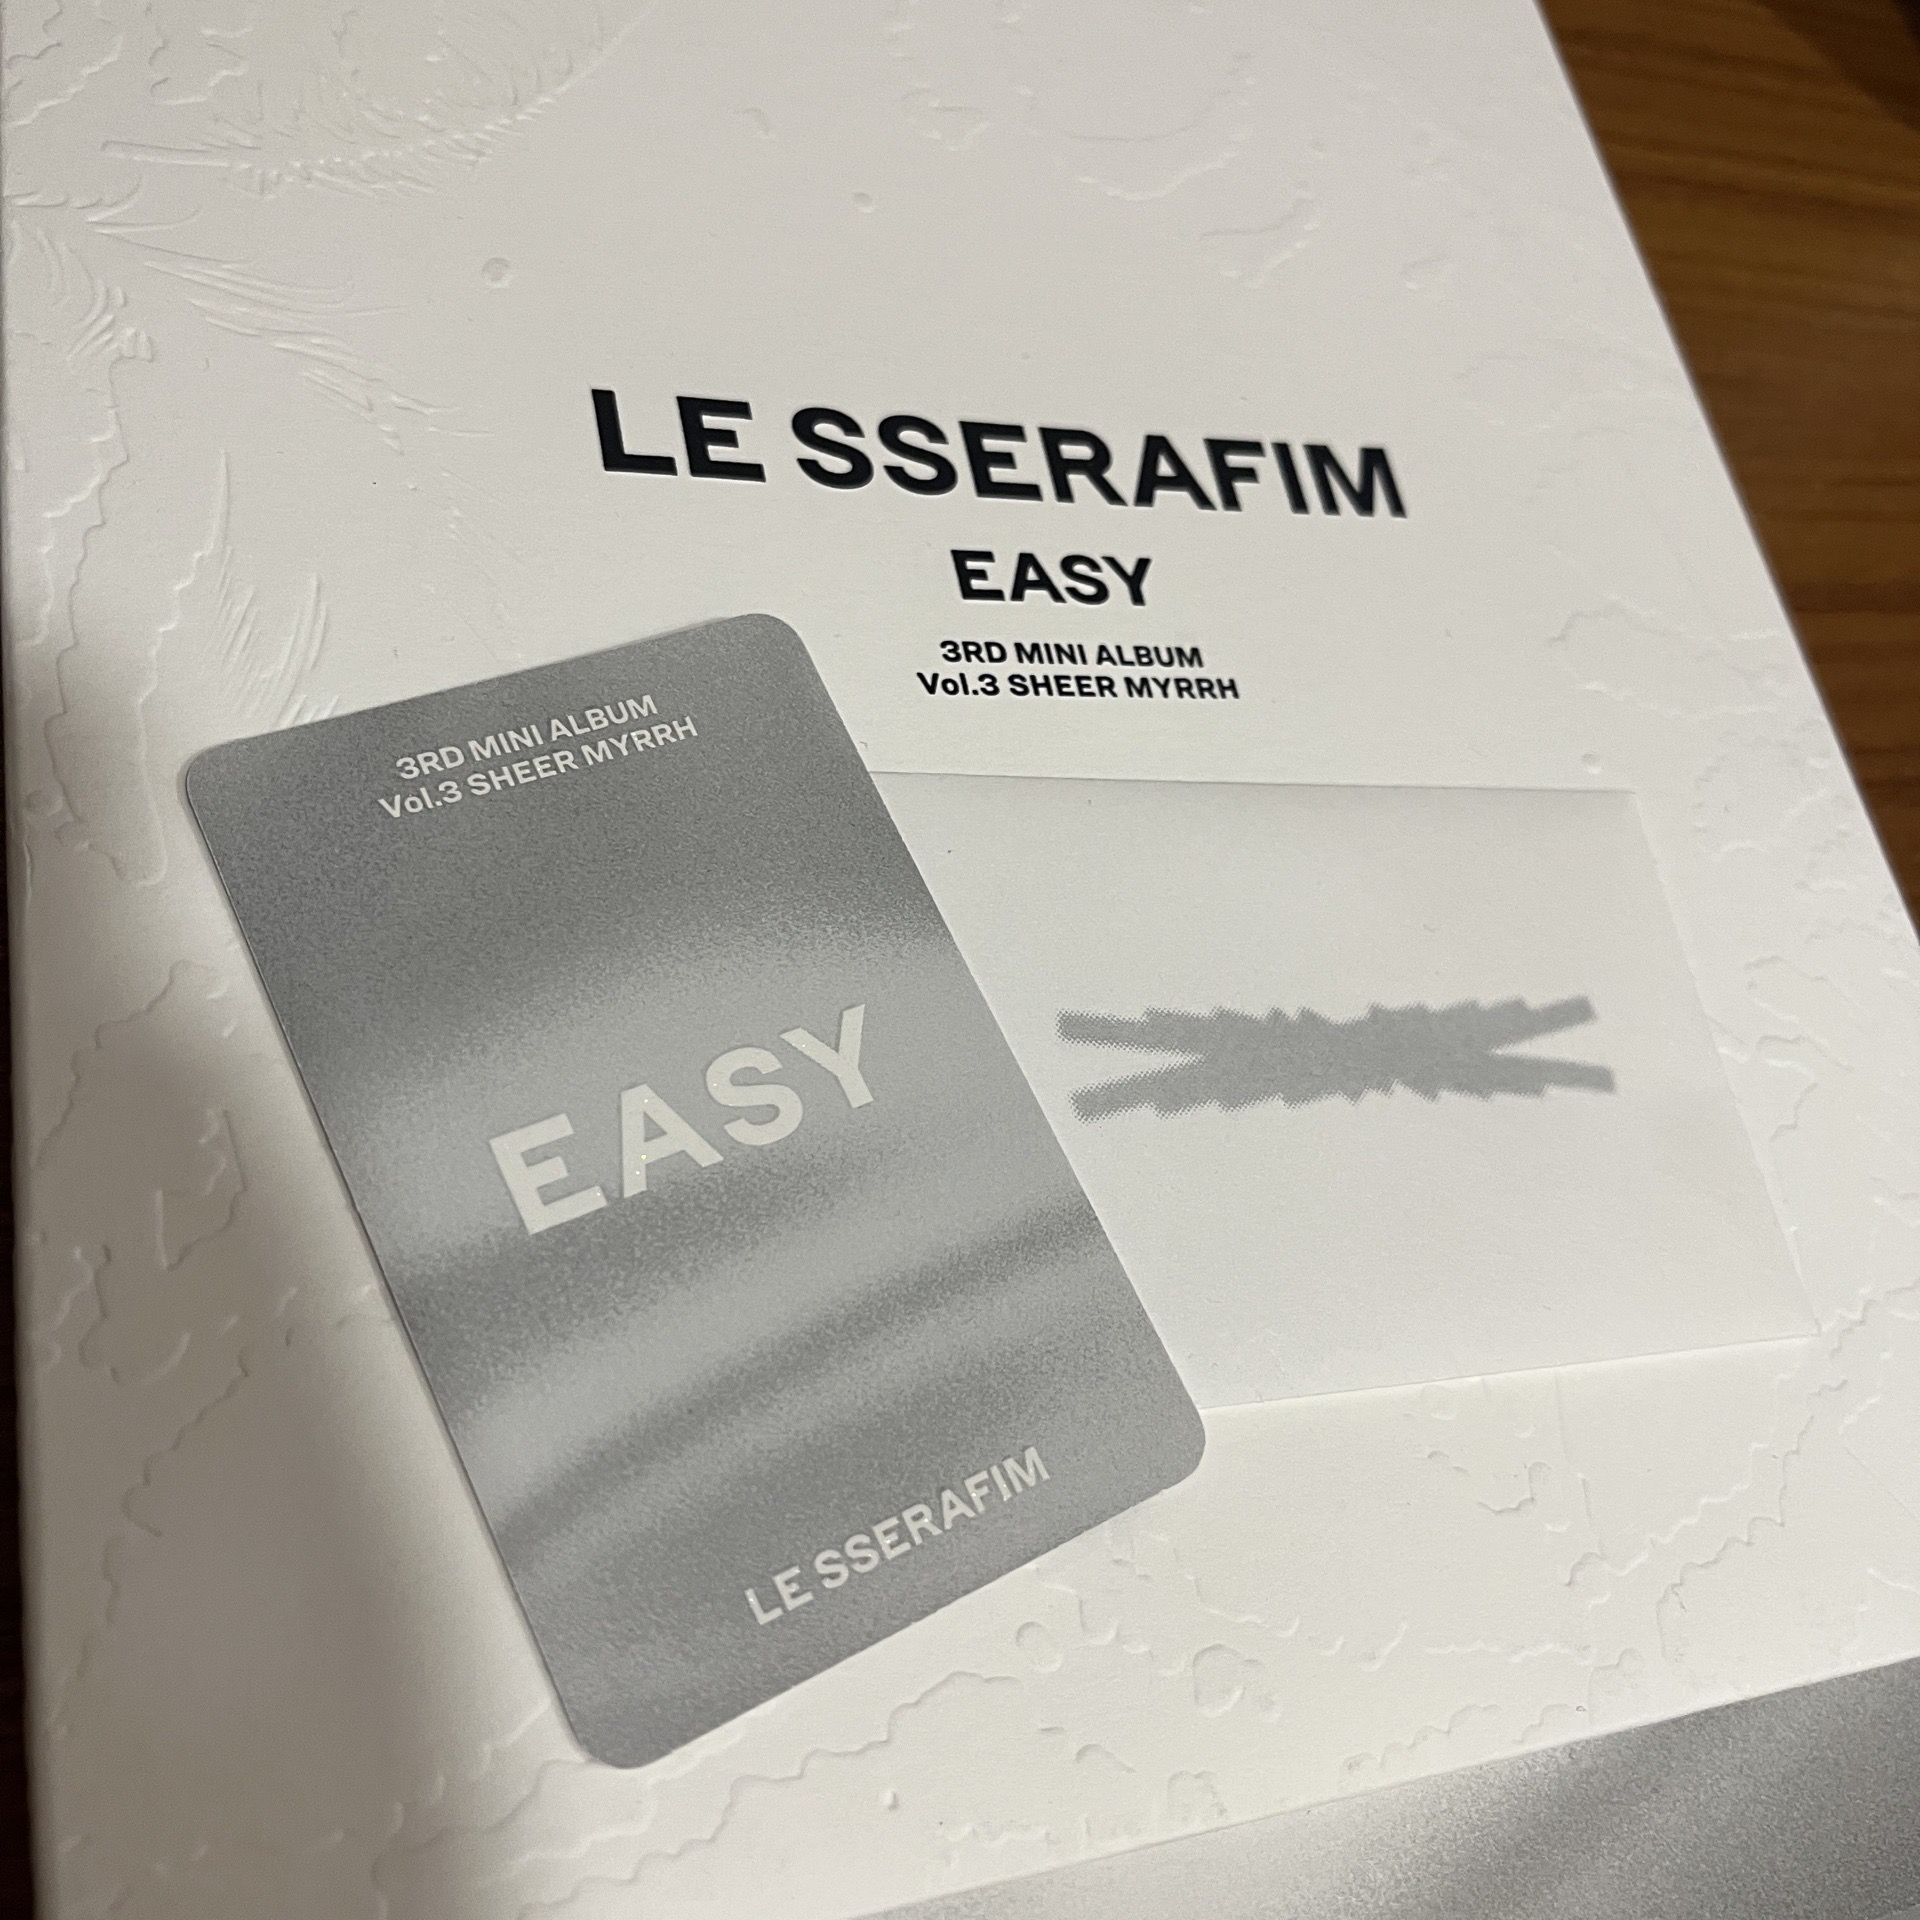 LE SSERAFIM
EASY
3RD MINI ALBUM
Vol.3 SHEER MYRRH
3RD MINI ALBUM
Vol.3 SHEER MYRRH
EASY
LE SSERAFIM